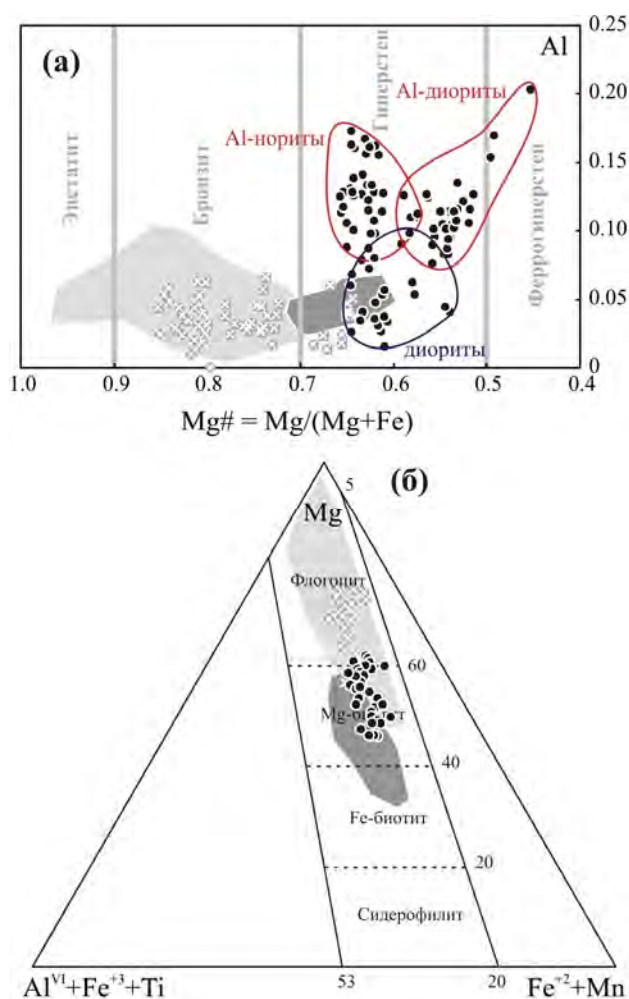 (а)
Al
0.25
0.20
0.15
0.10
0.05
0
Энстатит
Бронзит
Гиперстен
Феррогиперстен
Al-нориты
Al-диориты
диориты
1.0 0.9 0.8 0.7 0.6 0.5 0.4
Mg# = Mg/(Mg+Fe)
(б)
5
Mg
Флогопит
60
40
Fe-биотит
20
Сидерофилит
Al^VI+Fe^+3+Ti
53
20
Fe^+2+Mn